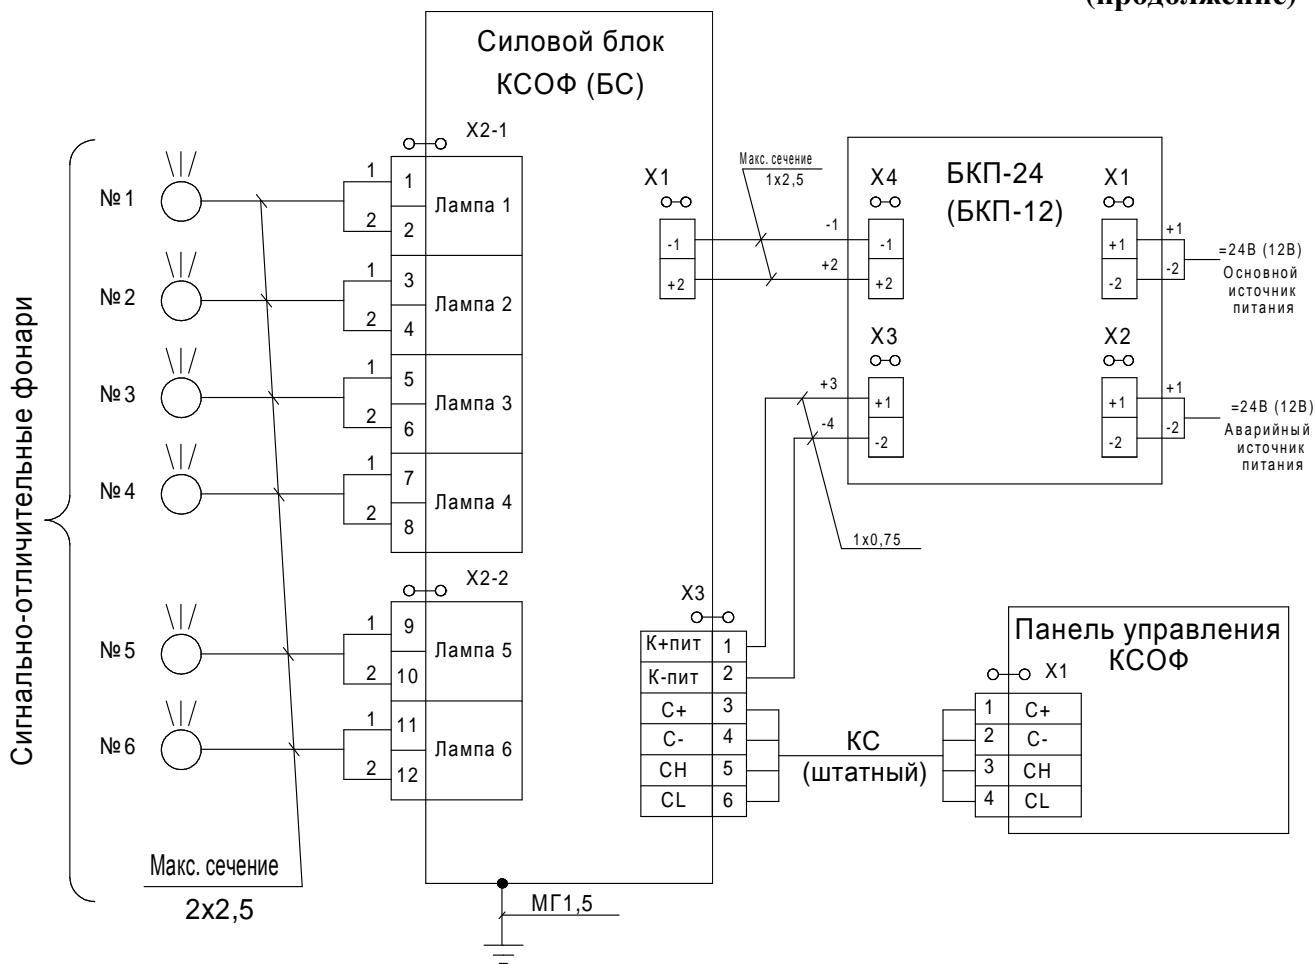 (продолжение)
Силовой блок
КСОФ (БС)
X2-1
Сигнально-отличительные фонари
№1
1
2
1
2
Лампа 1
№2
1
2
3
4
Лампа 2
№3
1
2
5
6
Лампа 3
№4
1
2
7
8
Лампа 4
X2-2
№5
1
2
9
10
Лампа 5
№6
1
2
11
12
Лампа 6
Макс. сечение
2x2,5
МГ1,5
X1
-1
+2
Макс. сечение
1x2,5
-1
+2
БКП-24
(БКП-12)
X4
-1
+2
X3
+1
-2
+3
-4
1x0,75
X1
+1
-2
+1
-2
=24В (12В)
Основной
источник
питания
X2
+1
-2
+1
-2
=24В (12В)
Аварийный
источник
питания
X3
К+пит 1
К-пит 2
С+ 3
С- 4
CH 5
CL 6
КС
(штатный)
Панель управления
КСОФ
X1
1 С+
2 С-
3 CH
4 CL